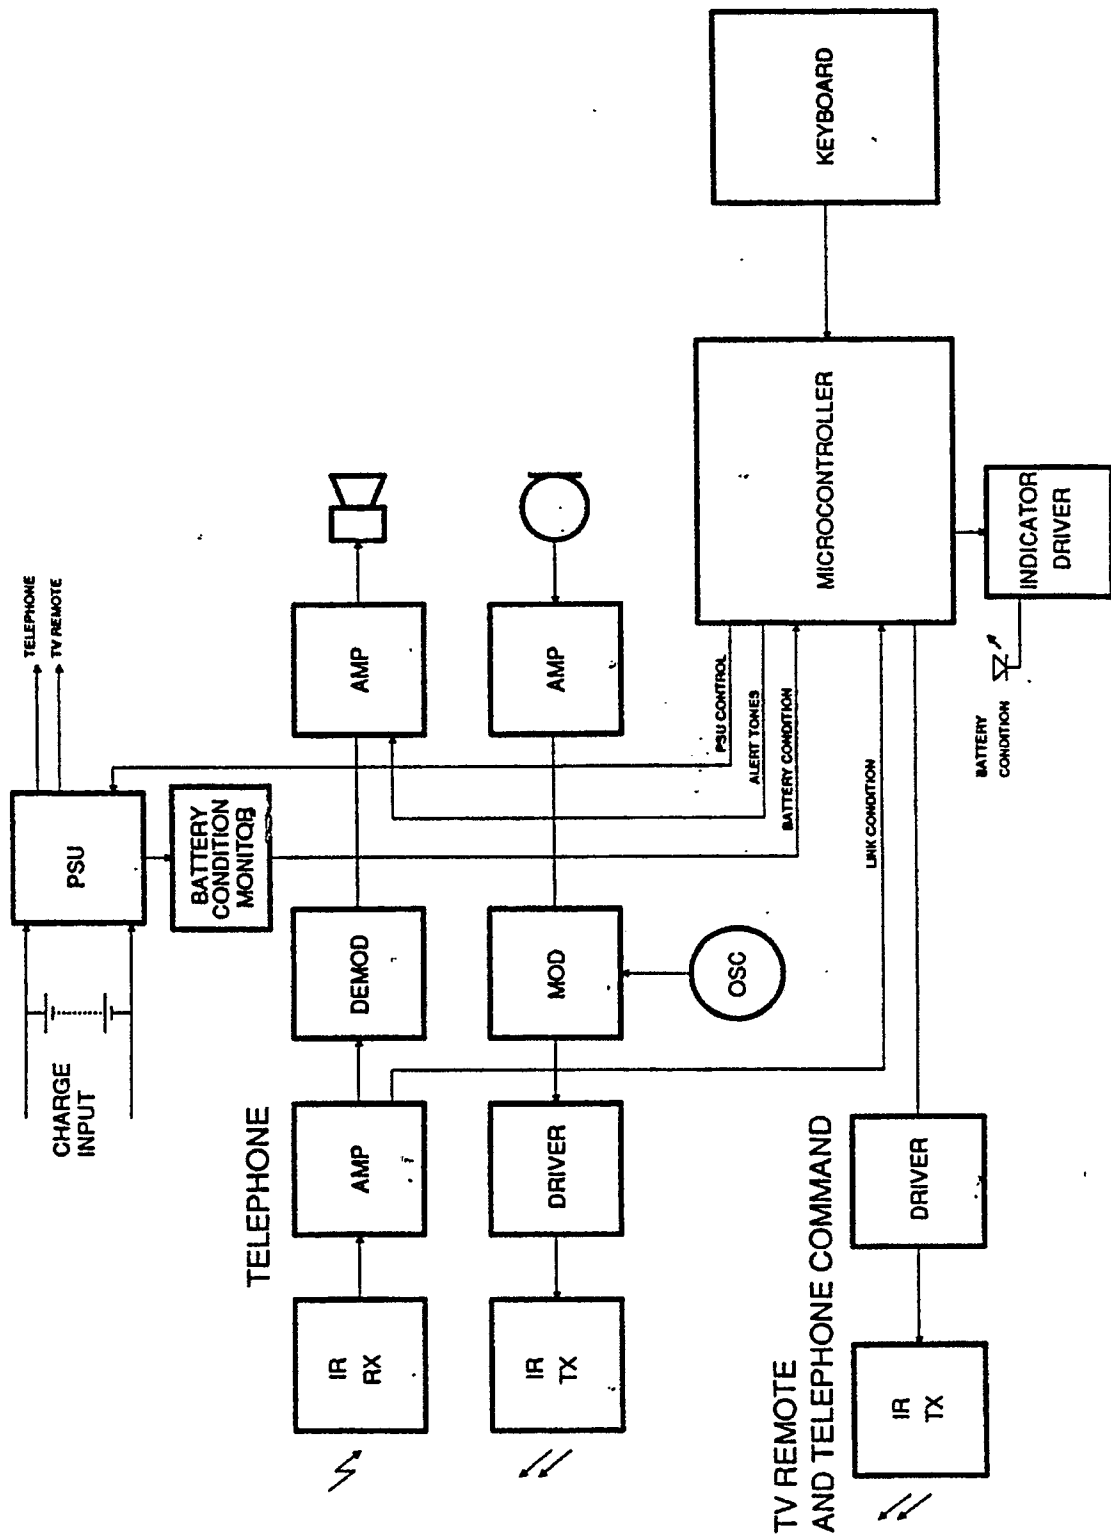 CHARGE
INPUT
PSU
TELEPHONE
TV REMOTE
BATTERY
CONDITION
MONITOR
TELEPHONE
IR
RX
AMP
DEMOD
AMP
IR
TX
DRIVER
MOD
AMP
OSC
PSU CONTROL
ALERT TONES
BATTERY CONDITION
LINK CONDITION
MICROCONTROLLER
KEYBOARD
TV REMOTE
AND TELEPHONE COMMAND
IR
TX
DRIVER
BATTERY
CONDITION
INDICATOR
DRIVER